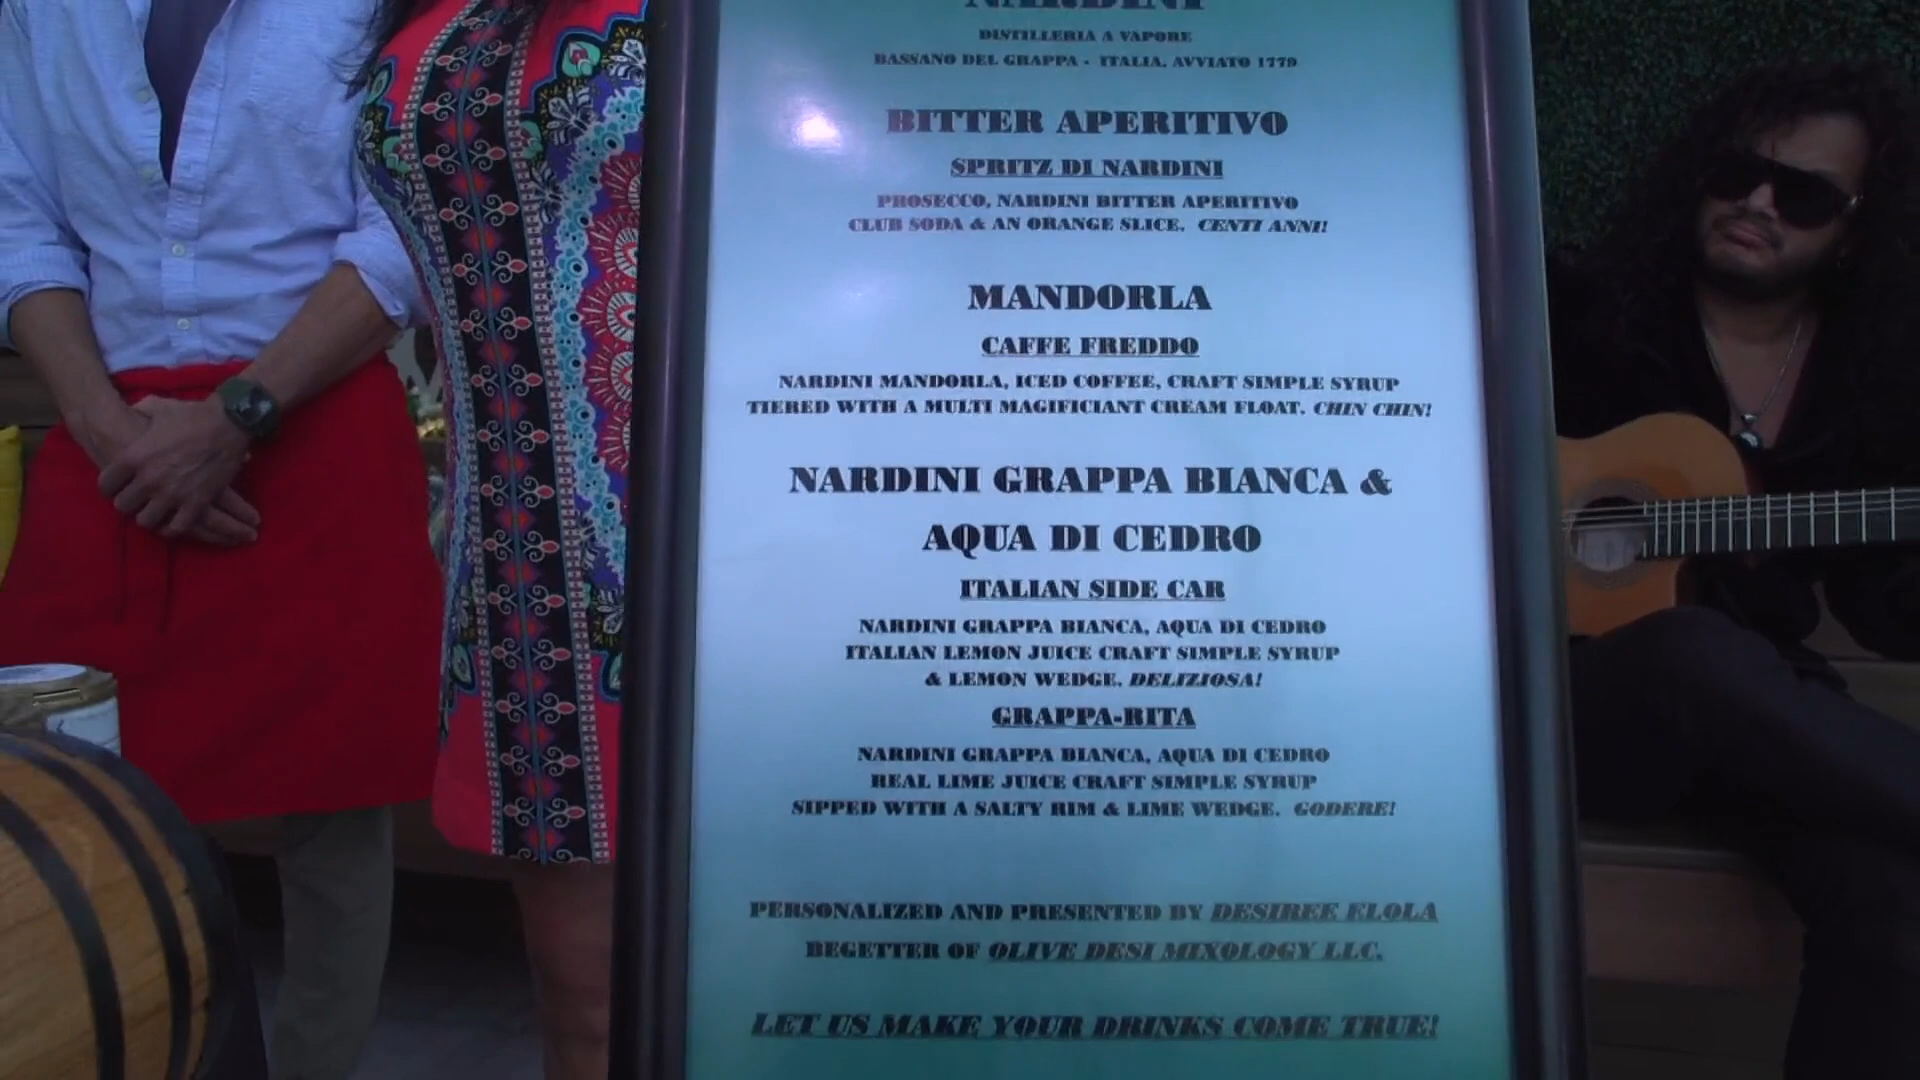 NARDINI
DISTILLERIA A VAPORE
BASSANO DEL GRAPPA - ITALIA. AVVIATO 1779
BITTER APERITIVO
SPRITZ DI NARDINI
PROSECCO, NARDINI BITTER APERITIVO
CLUB SODA & AN ORANGE SLICE. CENTI ANNI!
MANDORLA
CAFFE FREDDO
NARDINI MANDORLA, ICED COFFEE, CRAFT SIMPLE SYRUP
TIERED WITH A MULTI MAGIFICIANT CREAM FLOAT. CHIN CHIN!
NARDINI GRAPPA BIANCA &
AQUA DI CEDRO
ITALIAN SIDE CAR
NARDINI GRAPPA BIANCA, AQUA DI CEDRO
ITALIAN LEMON JUICE CRAFT SIMPLE SYRUP
& LEMON WEDGE. DELIZIOSA!
GRAPPA-RITA
NARDINI GRAPPA BIANCA, AQUA DI CEDRO
REAL LIME JUICE CRAFT SIMPLE SYRUP
SIPPED WITH A SALTY RIM & LIME WEDGE. GODERE!
PERSONALIZED AND PRESENTED BY DESIREE ELOLA
BEGETTER OF OLIVE DESI MIXOLOGY LLC.
LET US MAKE YOUR DRINKS COME TRUE!